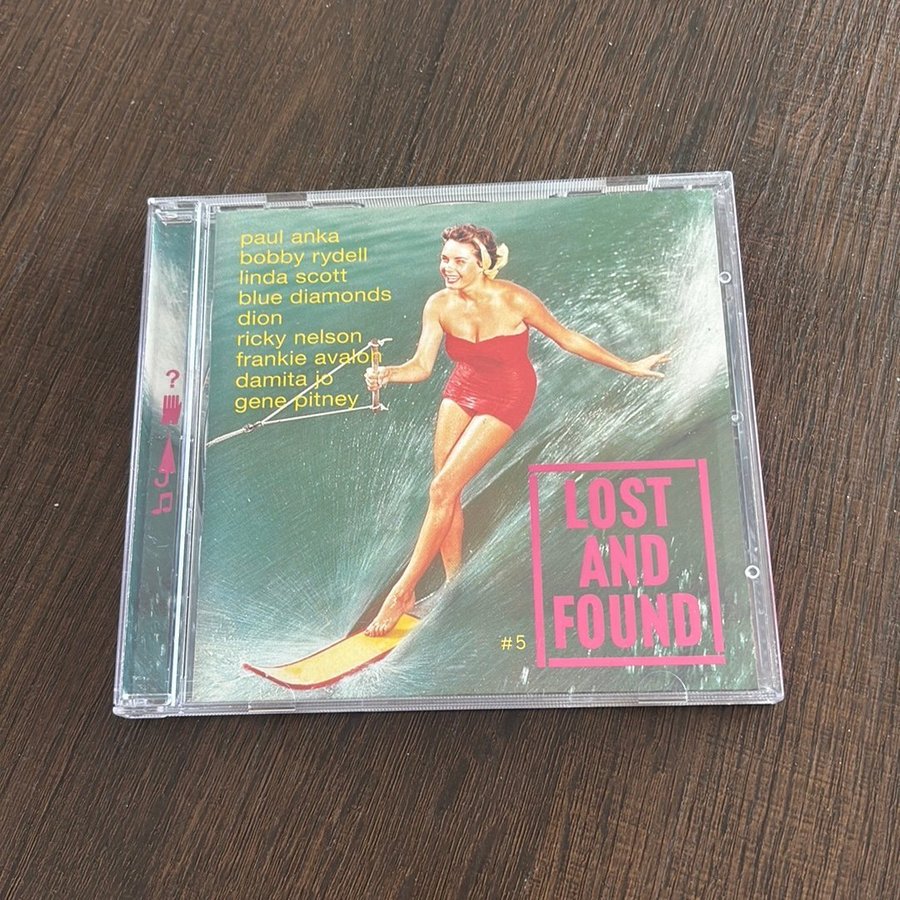 paul anka
bobby rydell
linda scott
blue diamonds
dion
ricky nelson
frankie avalon
damita jo
gene pitney
?
LOST
AND
FOUND
#5